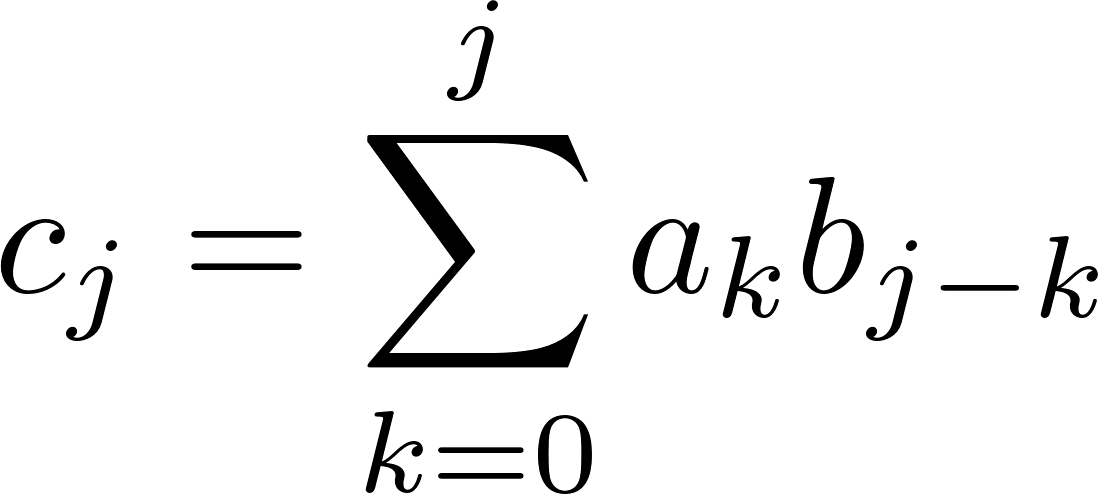 c_j = \sum_{k=0}^{j} a_k b_{j-k}